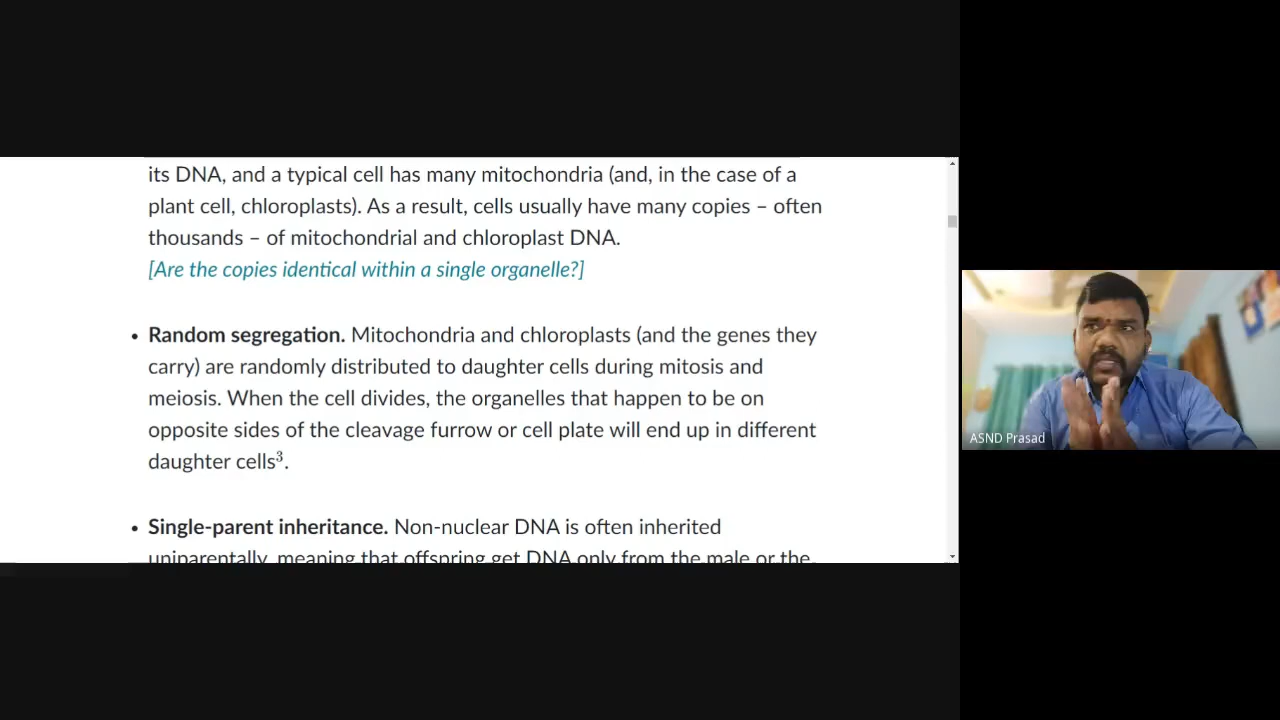 its DNA, and a typical cell has many mitochondria (and, in the case of a
plant cell, chloroplasts). As a result, cells usually have many copies – often
thousands – of mitochondrial and chloroplast DNA.
[Are the copies identical within a single organelle?]
• Random segregation. Mitochondria and chloroplasts (and the genes they
carry) are randomly distributed to daughter cells during mitosis and
meiosis. When the cell divides, the organelles that happen to be on
opposite sides of the cleavage furrow or cell plate will end up in different
daughter cells³.
• Single-parent inheritance. Non-nuclear DNA is often inherited
uniparentally, meaning that offspring get DNA only from the male or the
ASND Prasad